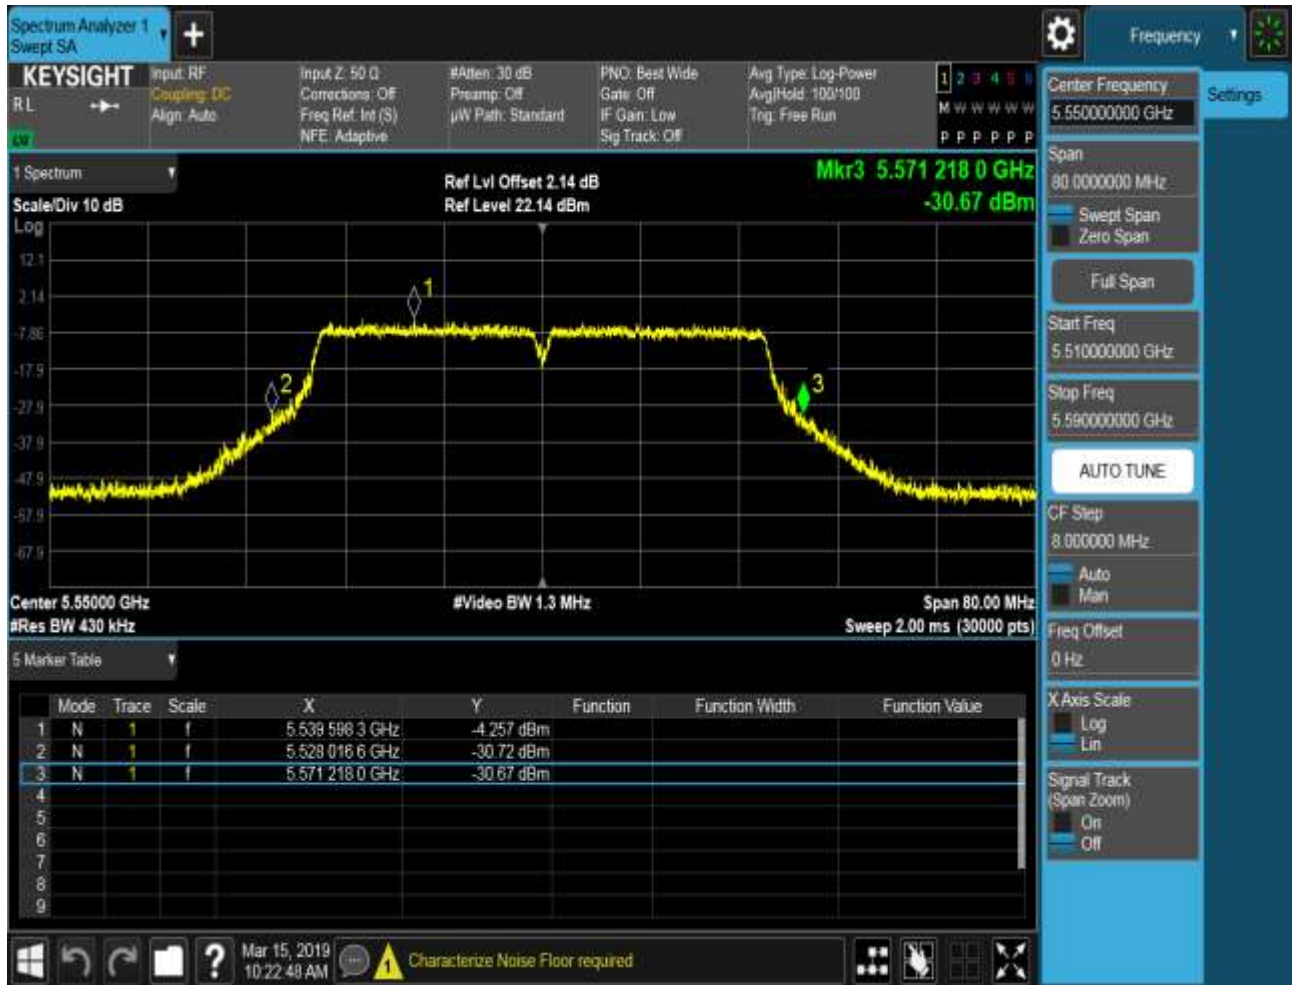 Spectrum Analyzer 1
Swept SA
+
Frequency
KEYSIGHT
RL
Input: RF
Coupling: DC
Align: Auto
Input Z: 50 Ω
Corrections: Off
Freq Ref: Int (S)
NFE: Adaptive
#Atten: 30 dB
Preamp: Off
µW Path: Standard
PNO: Best Wide
Gate: Off
IF Gain: Low
Sig Track: Off
Avg Type: Log-Power
Avg|Hold: 100/100
Trig: Free Run
1 2 3 4 5 6
M W W W W W
P P P P P P
Center Frequency
5.550000000 GHz
Settings
Span
80.0000000 MHz
Swept Span
Zero Span
Full Span
Start Freq
5.510000000 GHz
Stop Freq
5.590000000 GHz
AUTO TUNE
CF Step
8.000000 MHz
Auto
Man
Freq Offset
0 Hz
X Axis Scale
Log
Lin
Signal Track
(Span Zoom)
On
Off
1 Spectrum
Scale/Div 10 dB
Ref Lvl Offset 2.14 dB
Ref Level 22.14 dBm
Mkr3 5.571 218 0 GHz
-30.67 dBm
Log
12.1
2.14
-7.86
-17.9
-27.9
-37.9
-47.9
-57.9
-67.9
1
2
3
Center 5.55000 GHz
#Res BW 430 kHz
#Video BW 1.3 MHz
Span 80.00 MHz
Sweep 2.00 ms (30000 pts)
5 Marker Table
Mode Trace Scale X Y Function Function Width Function Value
1 N 1 f 5.539 598 3 GHz -4.257 dBm
2 N 1 f 5.528 016 6 GHz -30.72 dBm
3 N 1 f 5.571 218 0 GHz -30.67 dBm
4
5
6
7
8
9
?
Mar 15, 2019
10:22:48 AM
1
Characterize Noise Floor required